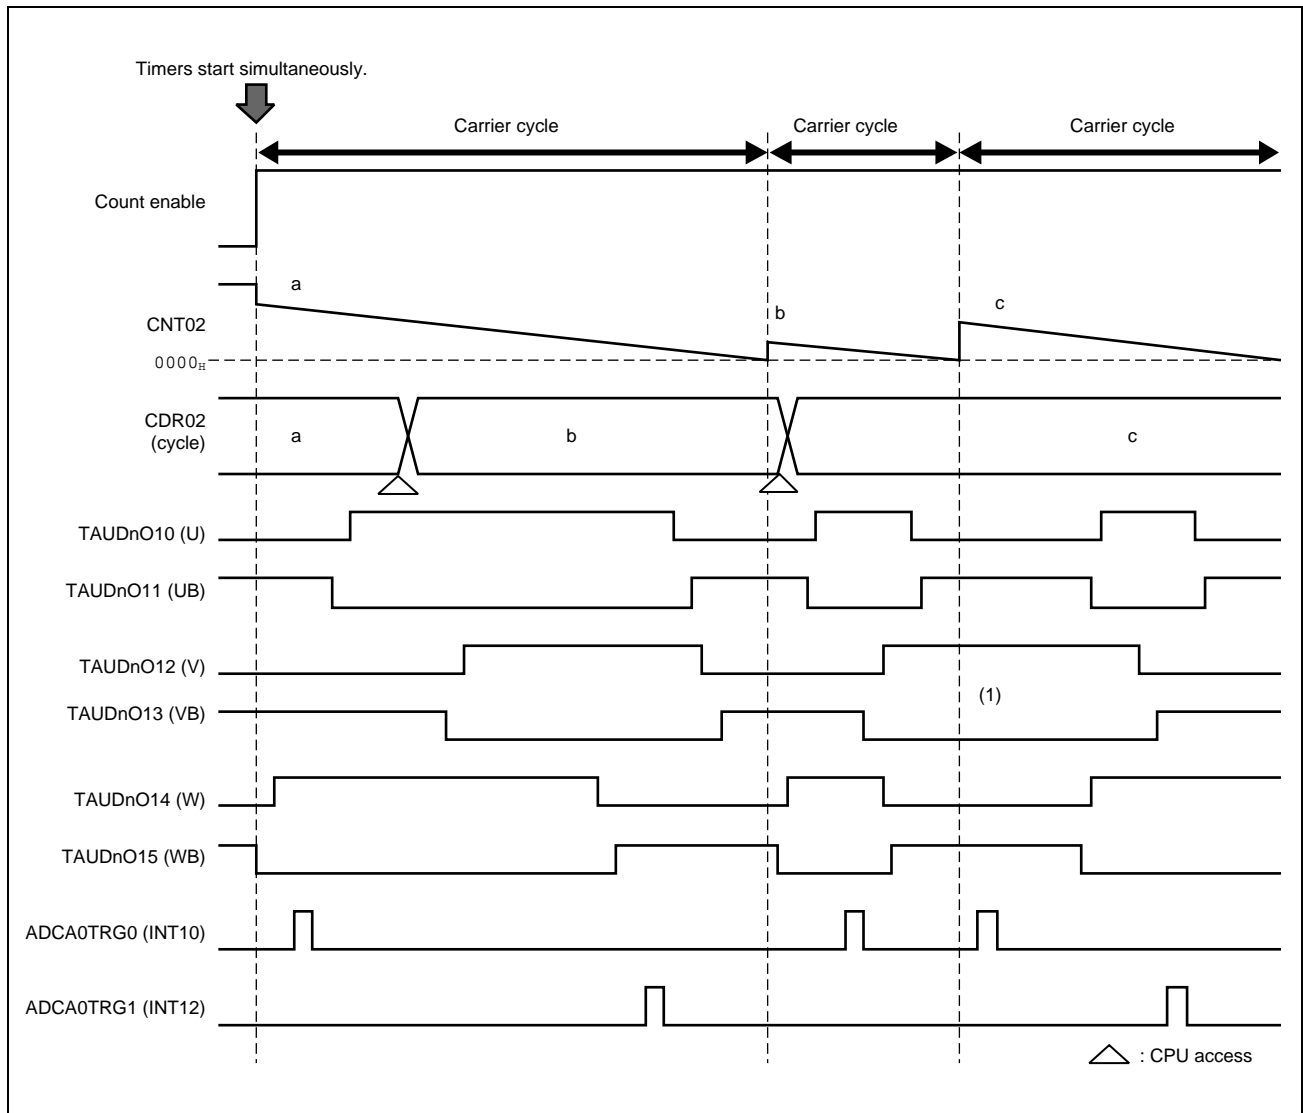 Timers start simultaneously.
Carrier cycle
Carrier cycle
Carrier cycle
Count enable
a
b
c
CNT02
0000H
CDR02
(cycle)
a
b
c
TAUDnO10 (U)
TAUDnO11 (UB)
TAUDnO12 (V)
(1)
TAUDnO13 (VB)
TAUDnO14 (W)
TAUDnO15 (WB)
ADCA0TRG0 (INT10)
ADCA0TRG1 (INT12)
: CPU access